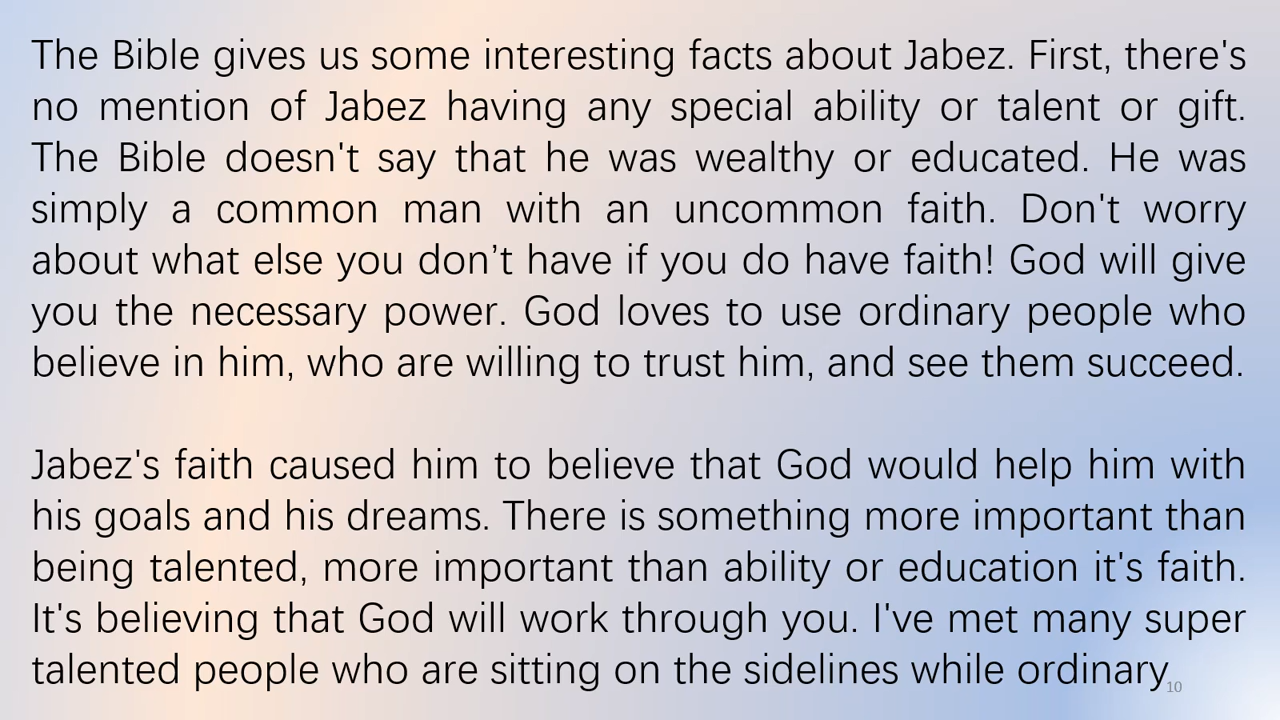 The Bible gives us some interesting facts about Jabez. First, there's
no mention of Jabez having any special ability or talent or gift.
The Bible doesn't say that he was wealthy or educated. He was
simply a common man with an uncommon faith. Don't worry
about what else you don’t have if you do have faith! God will give
you the necessary power. God loves to use ordinary people who
believe in him, who are willing to trust him, and see them succeed.
Jabez's faith caused him to believe that God would help him with
his goals and his dreams. There is something more important than
being talented, more important than ability or education it's faith.
It's believing that God will work through you. I've met many super
talented people who are sitting on the sidelines while ordinary
10